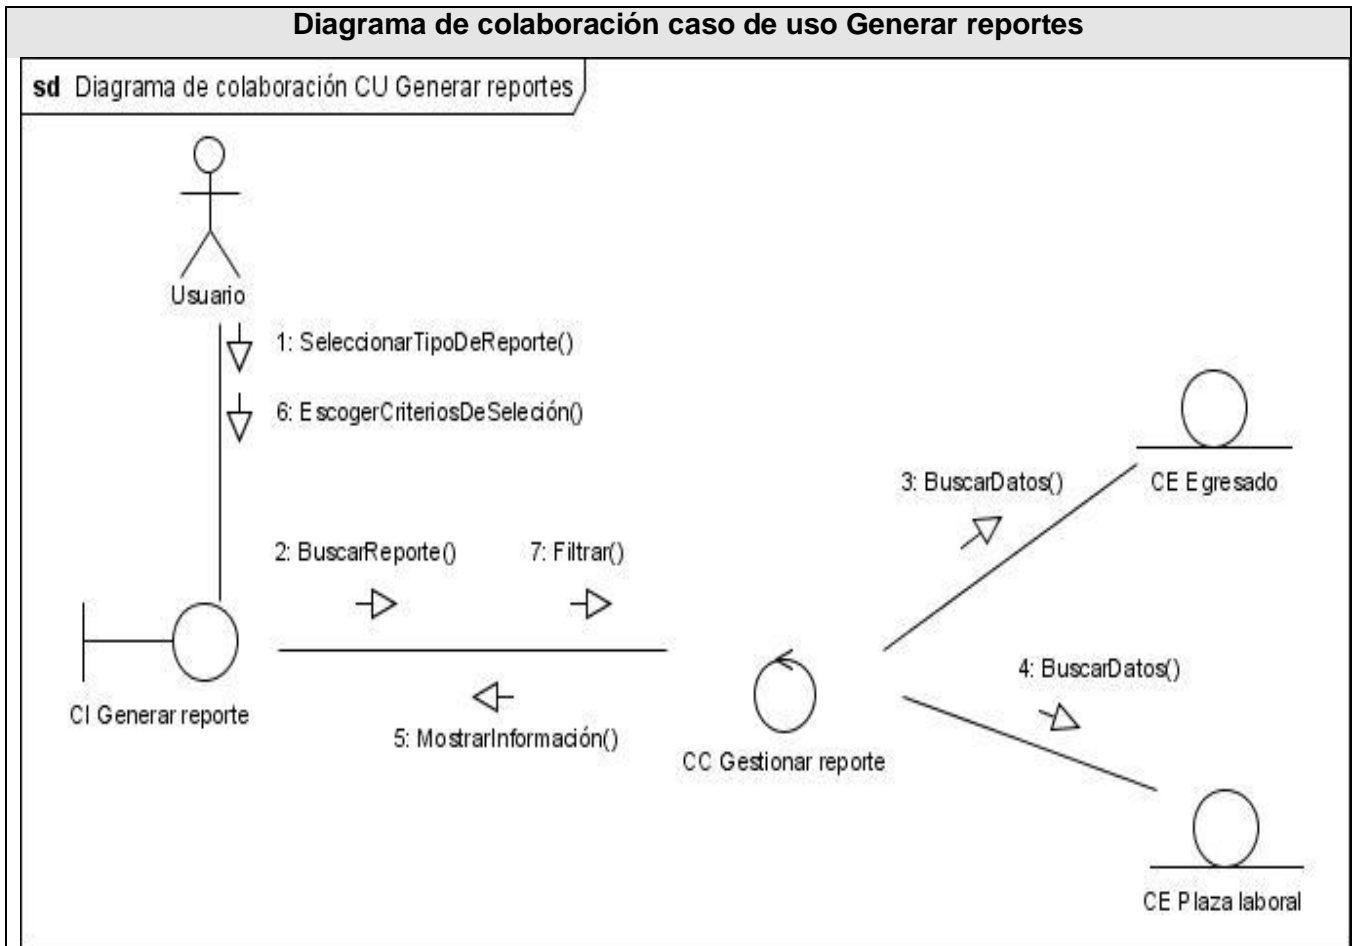 Diagrama de colaboración caso de uso Generar reportes
sd Diagrama de colaboración CU Generar reportes
Usuario
1: SeleccionarTipoDeReporte()
6: EscogerCriteriosDeSeleción()
3: BuscarDatos()
CE Egresado
2: BuscarReporte()
7: Filtrar()
4: BuscarDatos()
CI Generar reporte
5: MostrarInformación()
CC Gestionar reporte
CE Plaza laboral